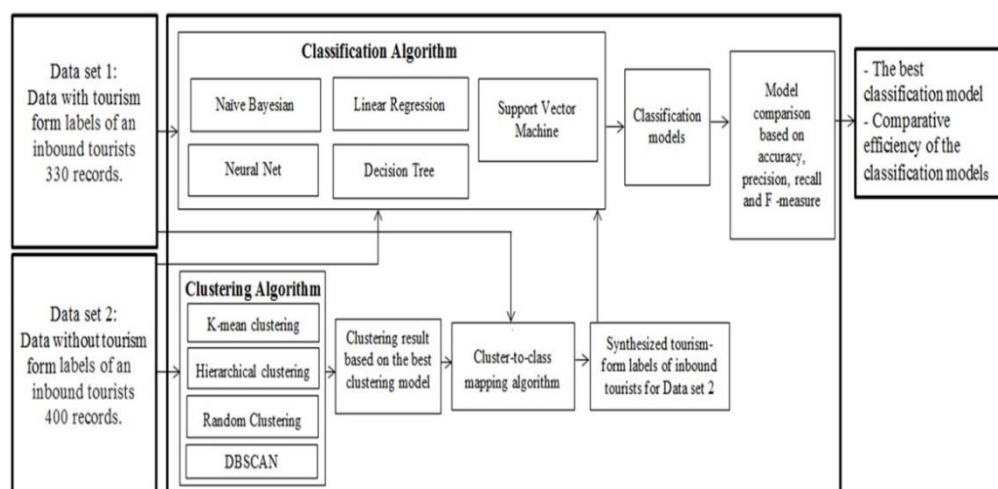 Data set 1:
Data with tourism
form labels of an
inbound tourists
330 records.
Data set 2:
Data without tourism
form labels of an
inbound tourists
400 records.
Classification Algorithm
Naïve Bayesian
Linear Regression
Support Vector
Machine
Neural Net
Decision Tree
Classification
models
Model
comparison
based on
accuracy,
precision, recall
and F -measure
- The best
classification model
- Comparative
efficiency of the
classification models
Clustering Algorithm
K-mean clustering
Hierarchical clustering
Random Clustering
DBSCAN
Clustering result
based on the best
clustering model
Cluster-to-class
mapping algorithm
Synthesized tourism-
form labels of inbound
tourists for Data set 2